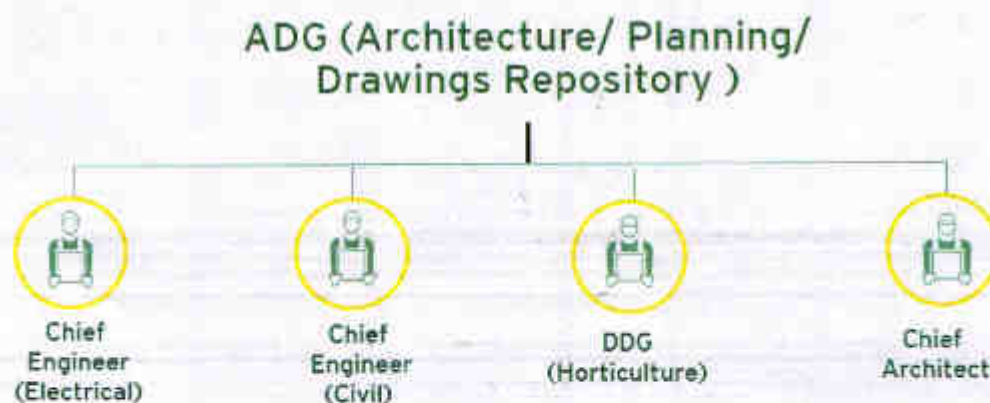 ADG (Architecture/ Planning/
Drawings Repository )
Chief
Engineer
(Electrical)
Chief
Engineer
(Civil)
DDG
(Horticulture)
Chief
Architect